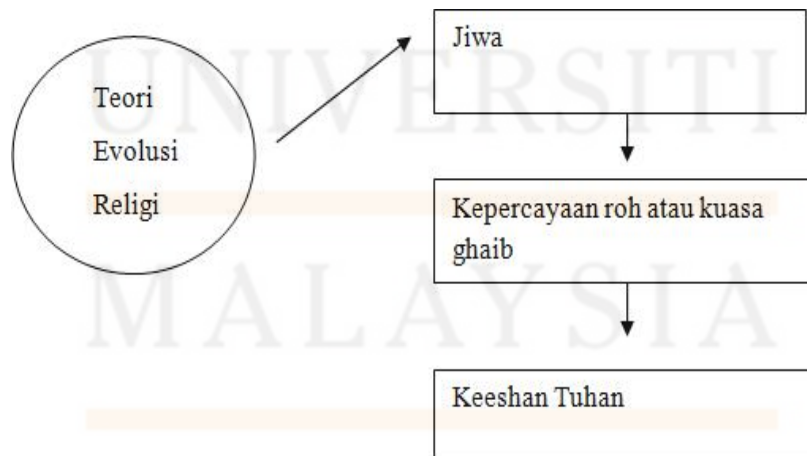 UNIVERSITI
MALAYSIA
Teori
Evolusi
Religi
Jiwa
Kepercayaan roh atau kuasa
ghaib
Keeshan Tuhan